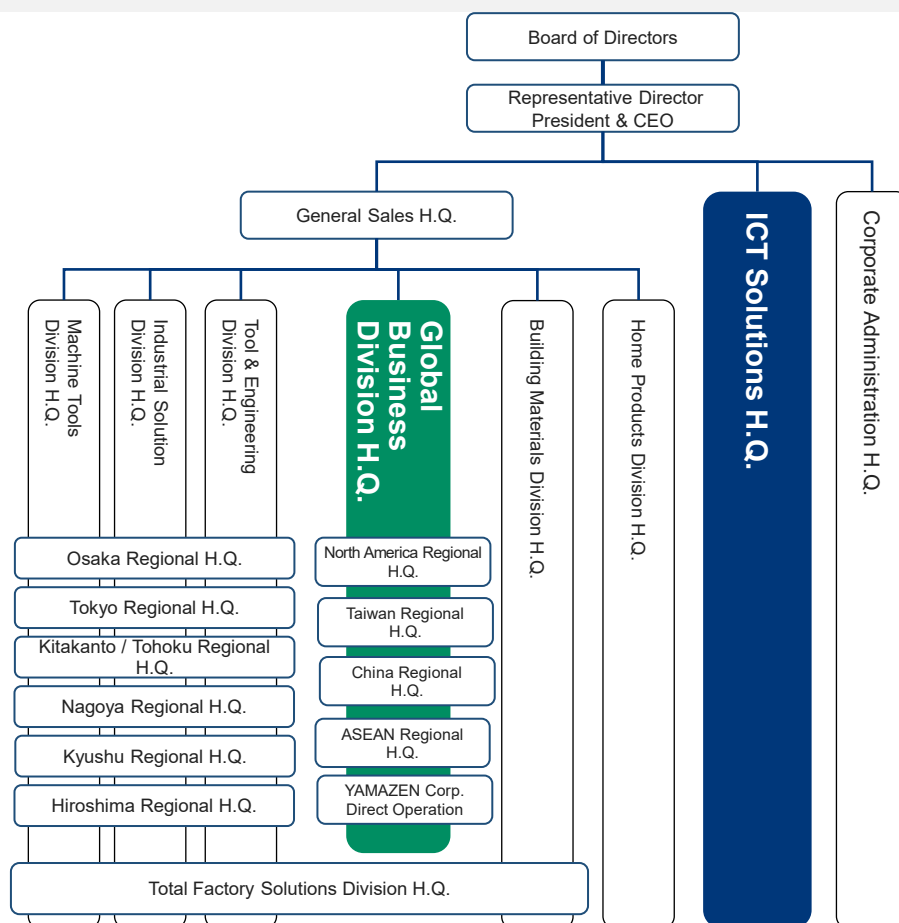 Board of Directors
Representative Director
President & CEO
General Sales H.Q.
Machine Tools
Division H.Q.
Industrial Solution
Division H.Q.
Tool & Engineering
Division H.Q.
Global
Business
Division H.Q.
Building Materials Division H.Q.
Home Products Division H.Q.
ICT Solutions H.Q.
Corporate Administration H.Q.
Osaka Regional H.Q.
Tokyo Regional H.Q.
Kitakanto / Tohoku Regional
H.Q.
Nagoya Regional H.Q.
Kyushu Regional H.Q.
Hiroshima Regional H.Q.
North America Regional
H.Q.
Taiwan Regional
H.Q.
China Regional
H.Q.
ASEAN Regional
H.Q.
YAMAZEN Corp.
Direct Operation
Total Factory Solutions Division H.Q.